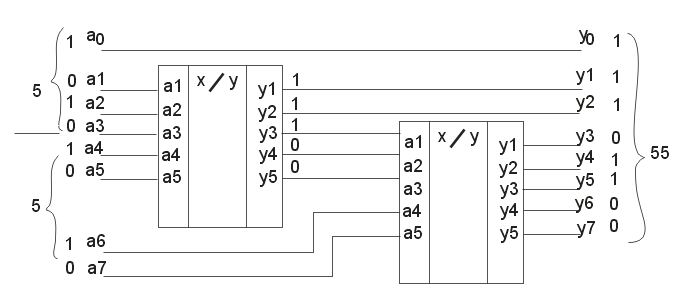 1 a0 y0 1
0 a1 a1 x / y y1 1 y1 1
5 1 a2 a2 y2 1 y2 1
0 a3 a3 y3 1 a1 x / y y1 y3 0
1 a4 a4 y4 0 a2 y2 y4 1
0 a5 a5 y5 0 a3 y3 y5 1 55
5 a4 y4 y6 0
1 a6 a5 y5 y7 0
0 a7